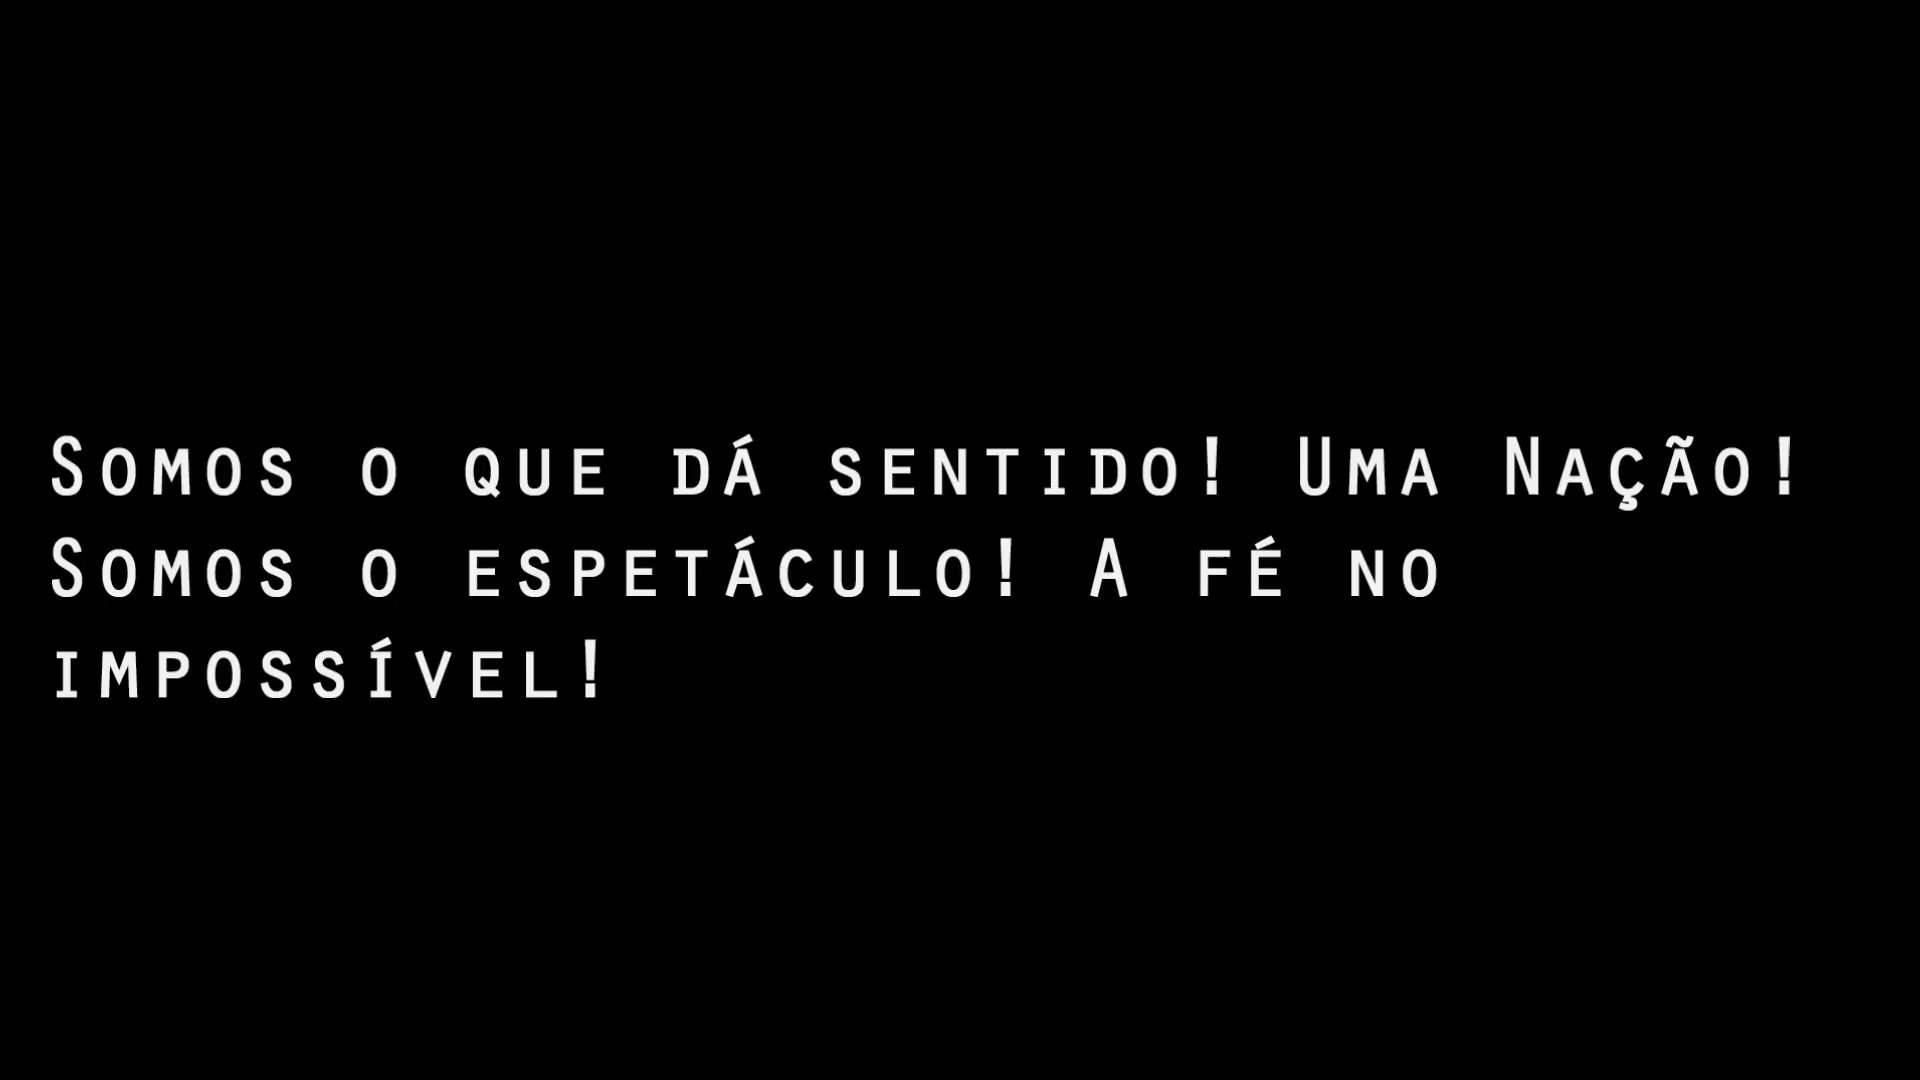 Somos o que dá sentido! Uma Nação!
Somos o espetáculo! A fé no
impossível!